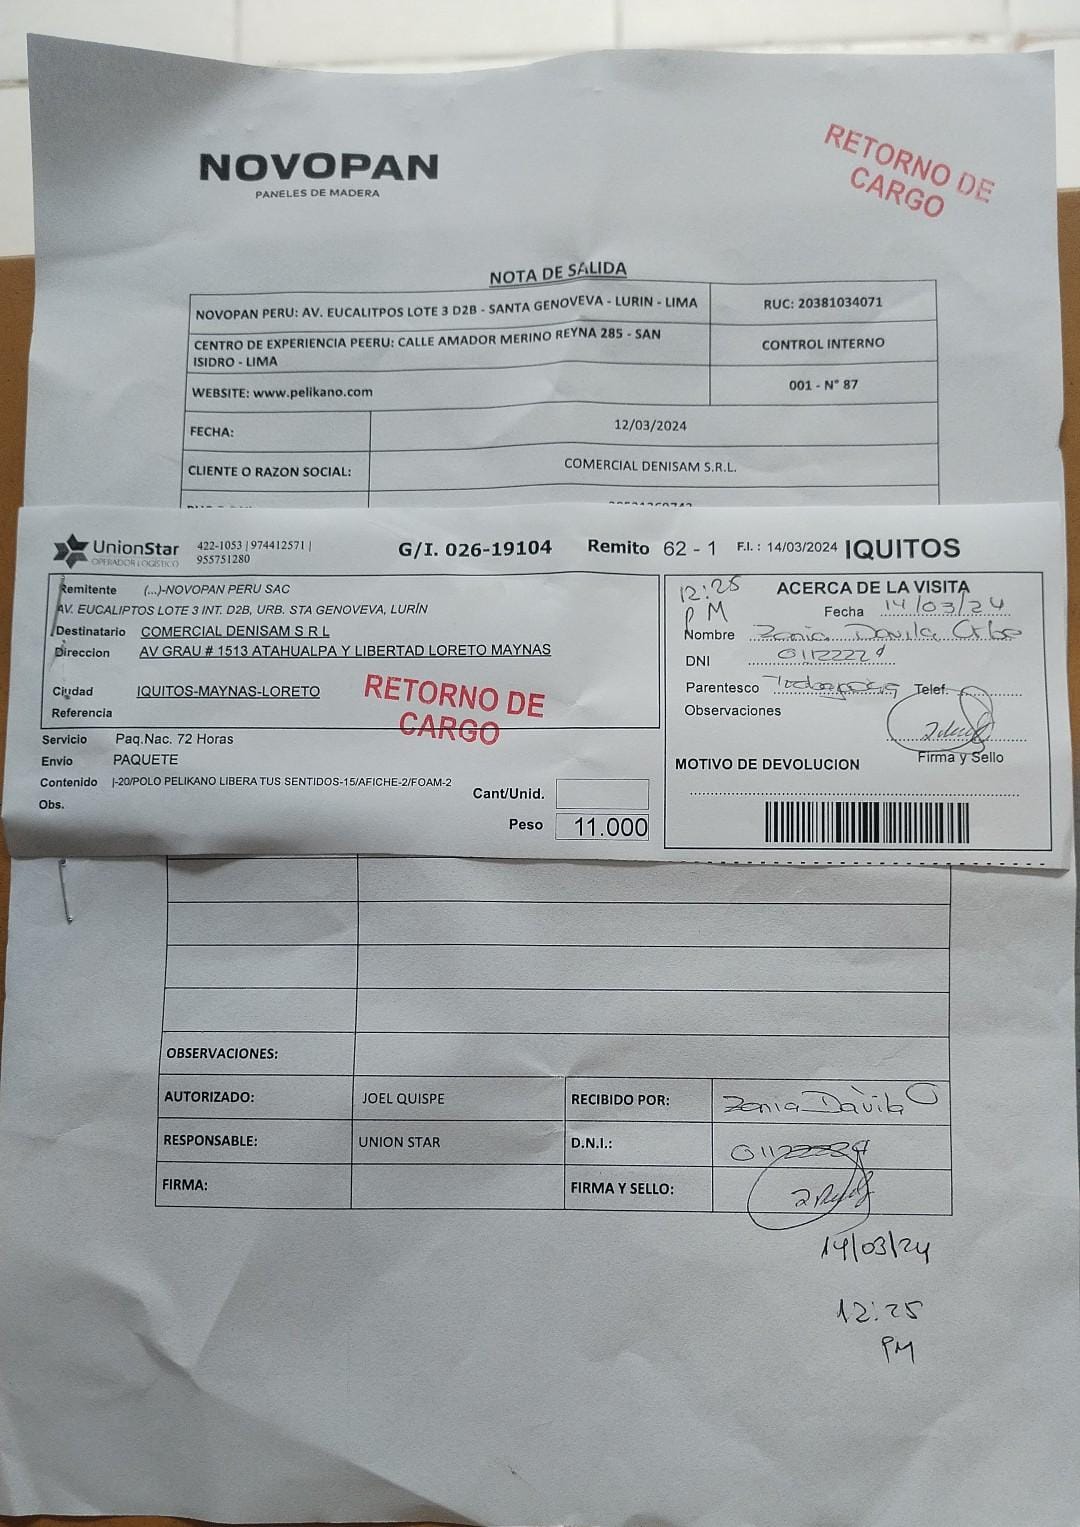 RETORNO DE
CARGO
NOVOPAN
PANELES DE MADERA
NOTA DE SALIDA
NOVOPAN PERU: AV. EUCALITPOS LOTE 3 D2B - SANTA GENOVEVA - LURIN - LIMA
RUC: 20381034071
CENTRO DE EXPERIENCIA PEERU: CALLE AMADOR MERINO REYNA 285 - SAN
ISIDRO - LIMA
CONTROL INTERNO
WEBSITE: www.pelikano.com
001 - N° 87
FECHA:
12/03/2024
CLIENTE O RAZON SOCIAL:
COMERCIAL DENISAM S.R.L.
UnionStar
OPERADOR LOGISTICO
422-1053 | 974412571 |
955751280
G/I. 026-19104
Remito 62 - 1
F.I. : 14/03/2024
IQUITOS
Remitente (...)-NOVOPAN PERU SAC
AV. EUCALIPTOS LOTE 3 INT. D2B, URB. STA GENOVEVA, LURÍN
Destinatario COMERCIAL DENISAM S R L
Direccion AV GRAU # 1513 ATAHUALPA Y LIBERTAD LORETO MAYNAS
Ciudad IQUITOS-MAYNAS-LORETO
Referencia
RETORNO DE
CARGO
Servicio Paq.Nac. 72 Horas
Envio PAQUETE
Contenido |-20/POLO PELIKANO LIBERA TUS SENTIDOS-15/AFICHE-2/FOAM-2
Obs.
Cant/Unid.
Peso 11.000
12:25
PM
ACERCA DE LA VISITA
Fecha 14/03/24
Nombre Zonia Davila
DNI
Parentesco Telef.
Observaciones
Firma y Sello
MOTIVO DE DEVOLUCION
OBSERVACIONES:
AUTORIZADO: JOEL QUISPE RECIBIDO POR: Zonia Dàvila O
RESPONSABLE: UNION STAR D.N.I.:
FIRMA: FIRMA Y SELLO:
14/03/24
12:25
PM